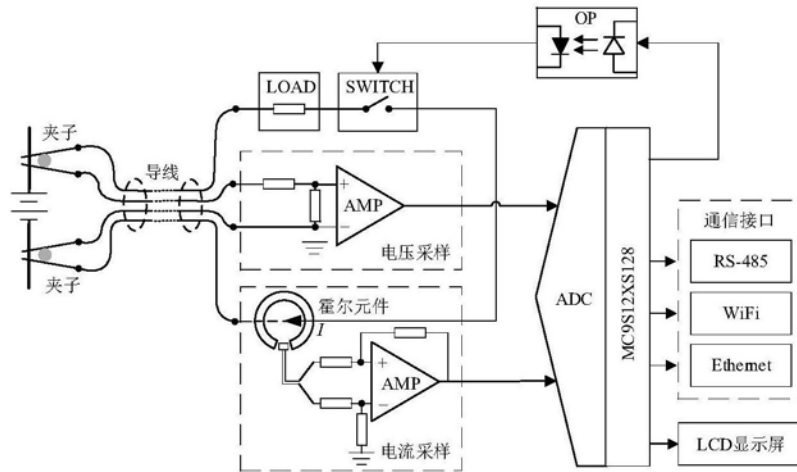 OP
LOAD
SWITCH
夹子
导线
+
AMP
−
电压采样
夹子
霍尔元件
I
+
AMP
−
电流采样
ADC
MC9S12XS128
通信接口
RS-485
WiFi
Ethemet
LCD显示屏